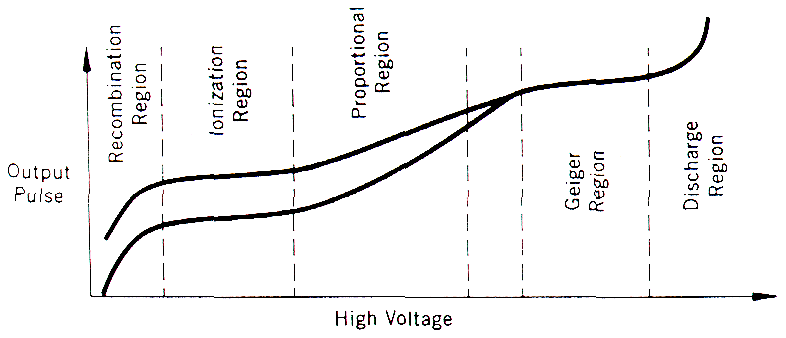 Recombination
Region
Ionization
Region
Proportional
Region
Output
Pulse
Geiger
Region
Discharge
Region
High Voltage